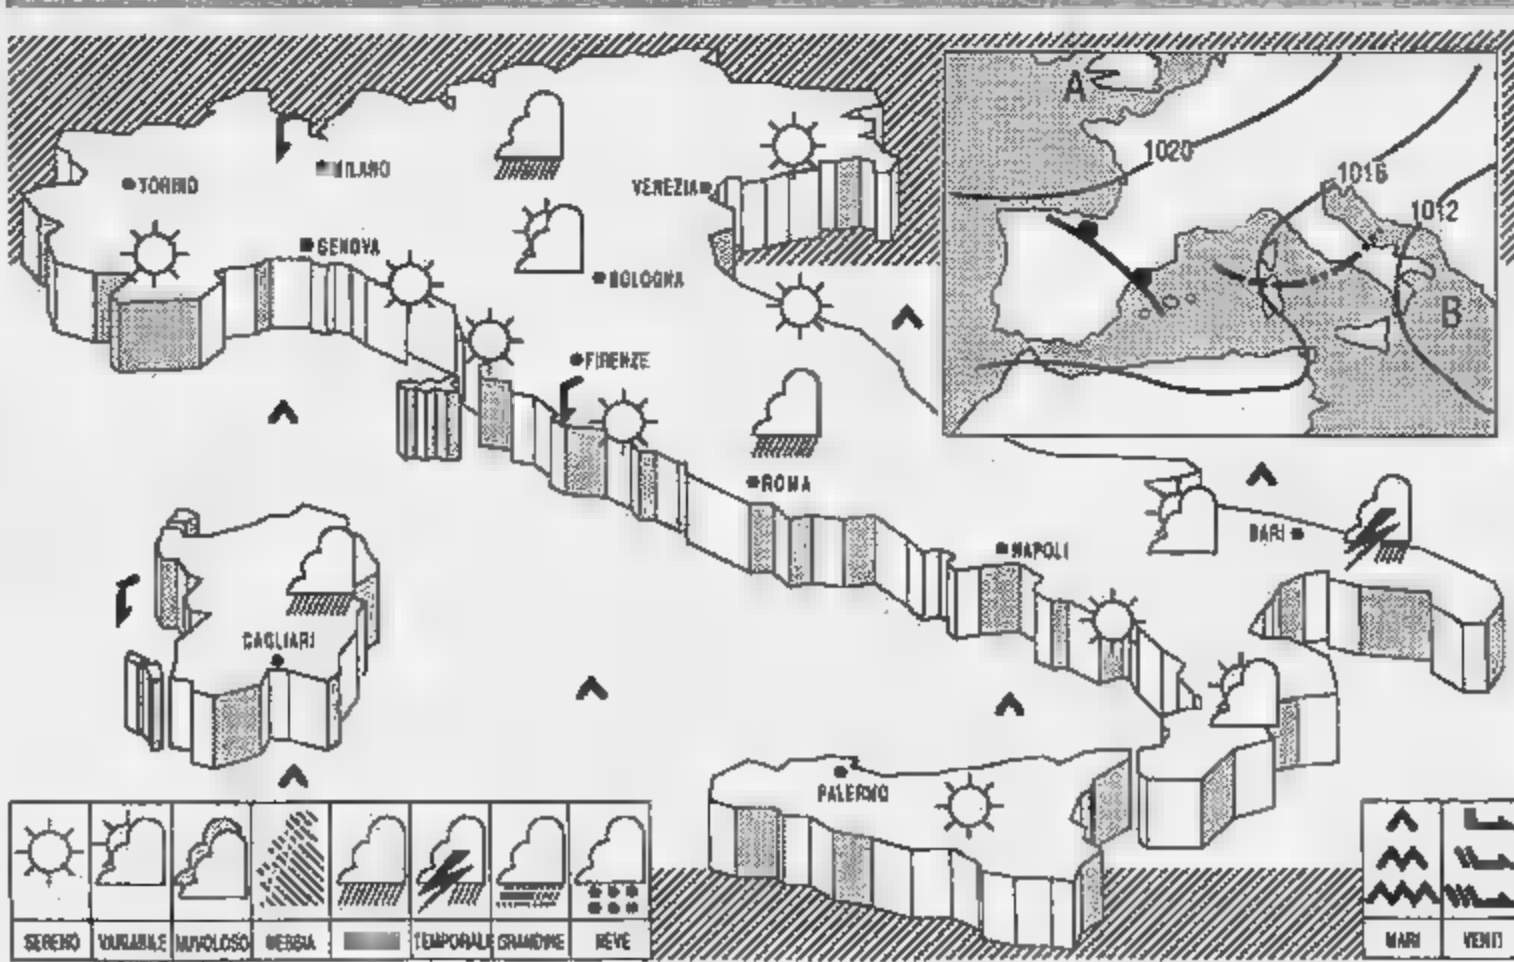 A
1020
1016
1012
B
MILANO
TORINO
VENEZIA
GENOVA
BOLOGNA
FIRENZE
ROMA
NAPOLI
BARI
CAGLIARI
PALERMO
SERENO VARIABILE NUVOLOSO NEBBIA TEMPORALE GRANDINE NEVE
MARI VENTI